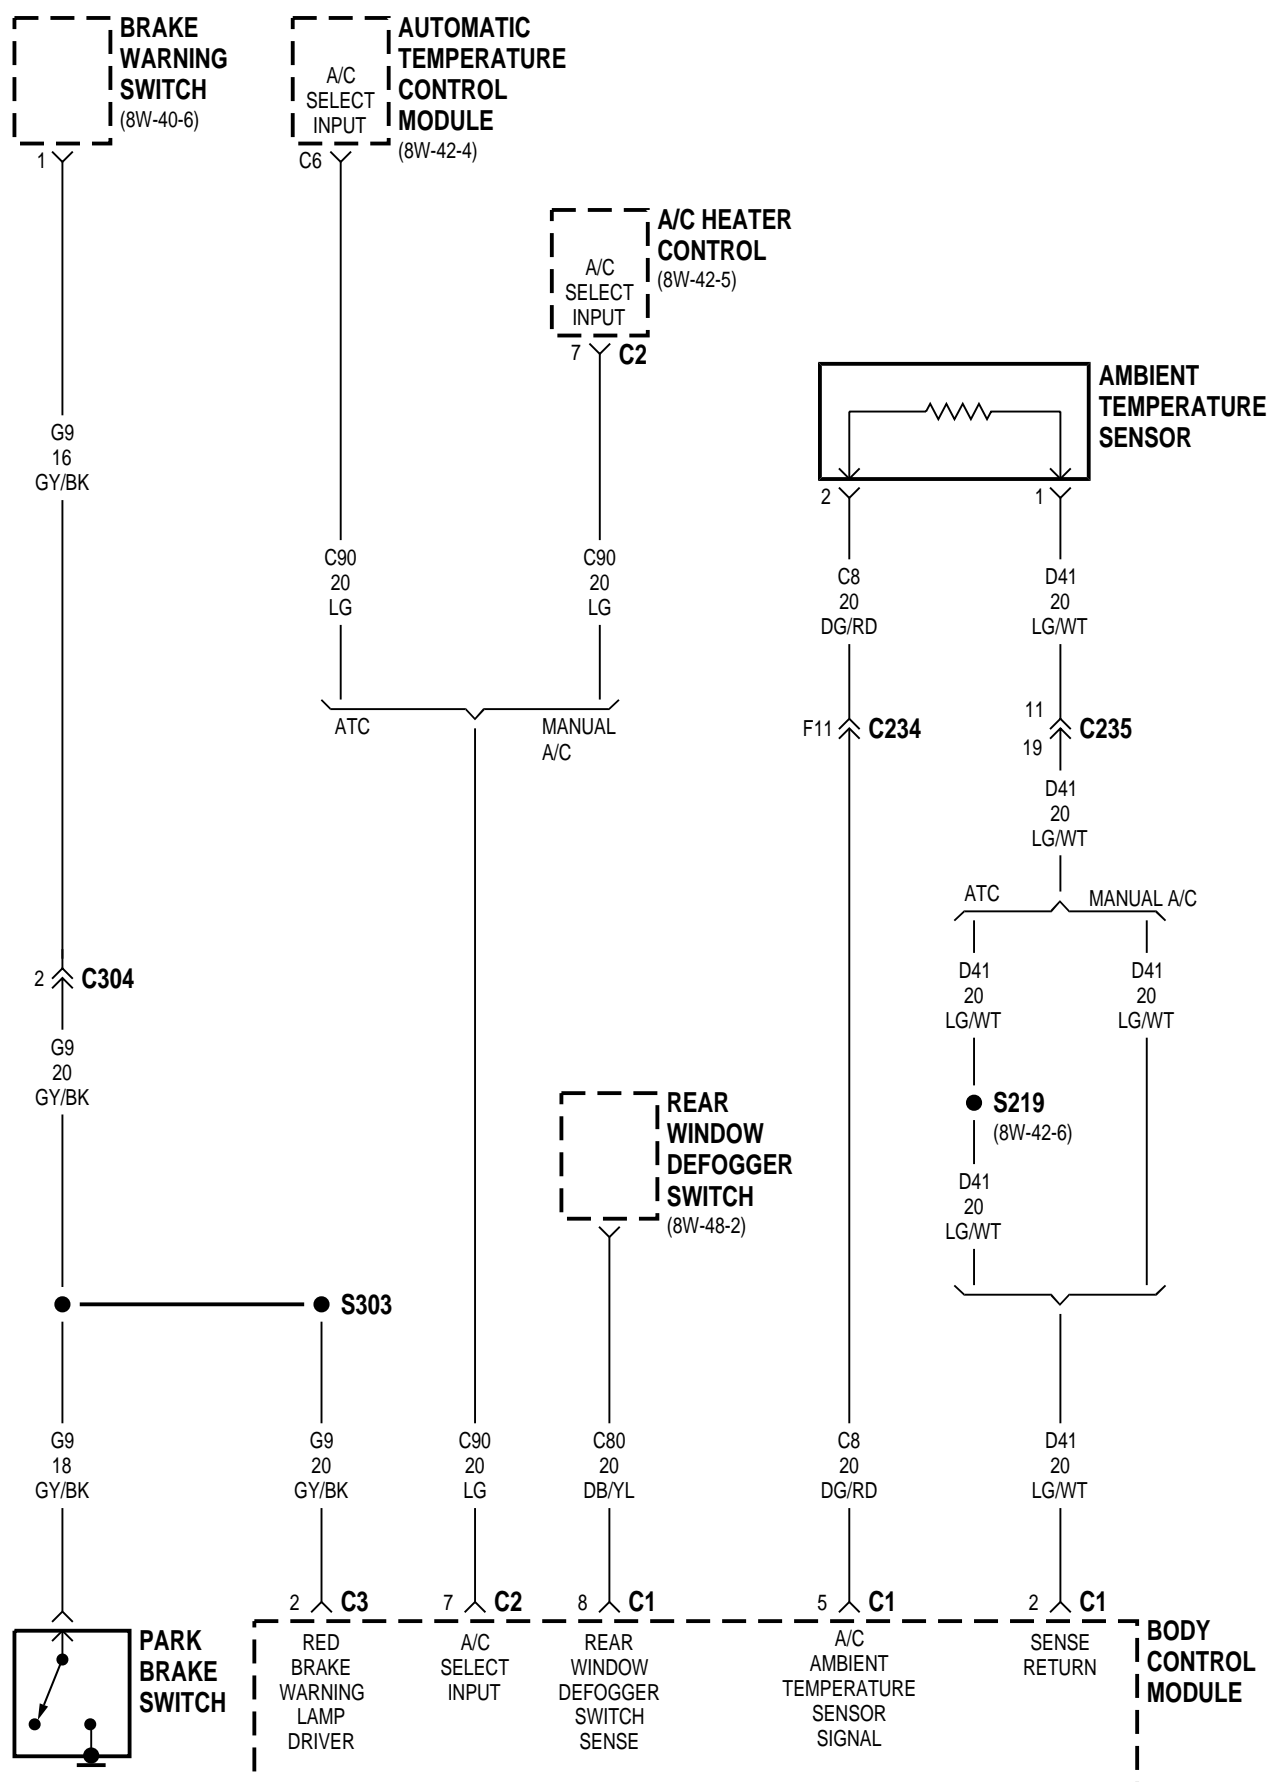 BRAKE
WARNING
SWITCH
(8W-40-6)
1
AUTOMATIC
TEMPERATURE
CONTROL
MODULE
(8W-42-4)
A/C
SELECT
INPUT
C6
A/C HEATER
CONTROL
(8W-42-5)
A/C
SELECT
INPUT
7
C2
AMBIENT
TEMPERATURE
SENSOR
2
1
G9
16
GY/BK
C90
20
LG
C90
20
LG
C8
20
DG/RD
D41
20
LG/WT
ATC
MANUAL
A/C
F11
C234
11
19
C235
D41
20
LG/WT
ATC
MANUAL A/C
2
C304
D41
20
LG/WT
D41
20
LG/WT
G9
20
GY/BK
REAR
WINDOW
DEFOGGER
SWITCH
(8W-48-2)
S219
(8W-42-6)
D41
20
LG/WT
S303
G9
18
GY/BK
G9
20
GY/BK
C90
20
LG
C80
20
DB/YL
C8
20
DG/RD
D41
20
LG/WT
2
C3
7
C2
8
C1
5
C1
2
C1
PARK
BRAKE
SWITCH
RED
BRAKE
WARNING
LAMP
DRIVER
A/C
SELECT
INPUT
REAR
WINDOW
DEFOGGER
SWITCH
SENSE
A/C
AMBIENT
TEMPERATURE
SENSOR
SIGNAL
SENSE
RETURN
BODY
CONTROL
MODULE